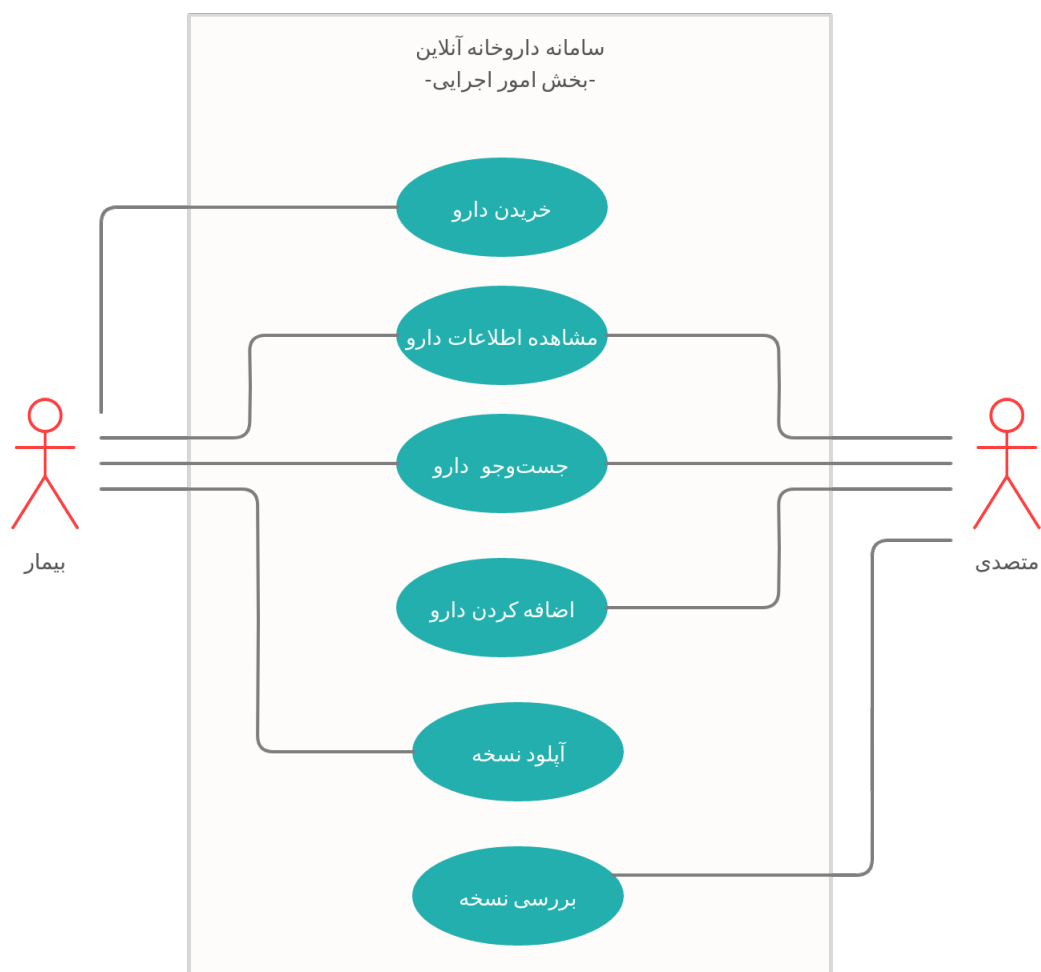 سامانه داروخانه آنلاین
-بخش امور اجرایی-
خریدن دارو
مشاهده اطلاعات دارو
جست‌وجو دارو
اضافه کردن دارو
آپلود نسخه
بررسی نسخه
بیمار
متصدی